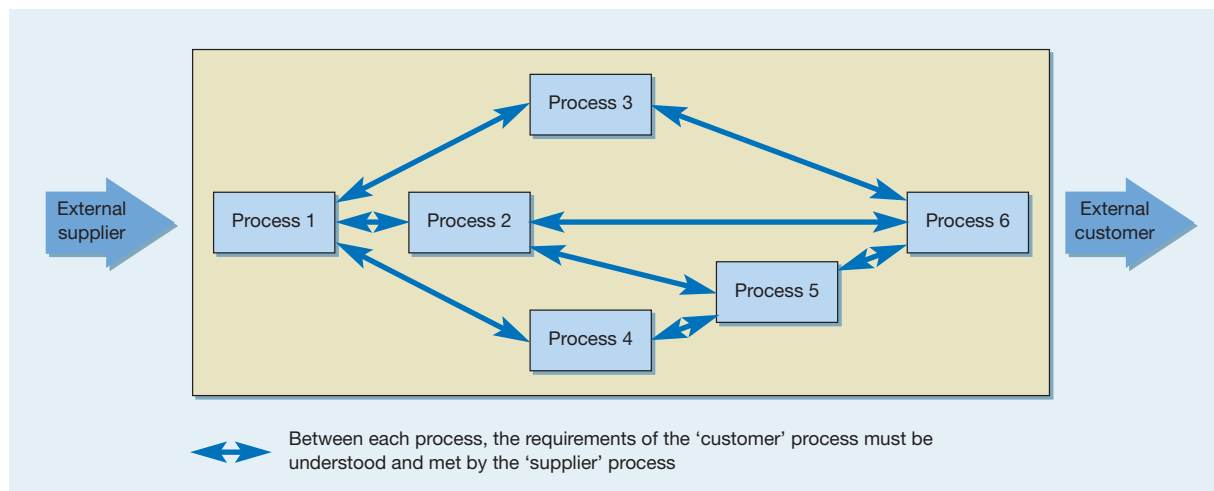 Process 3
External
supplier
Process 1
Process 2
Process 6
External
customer
Process 5
Process 4
Between each process, the requirements of the ‘customer’ process must be
understood and met by the ‘supplier’ process